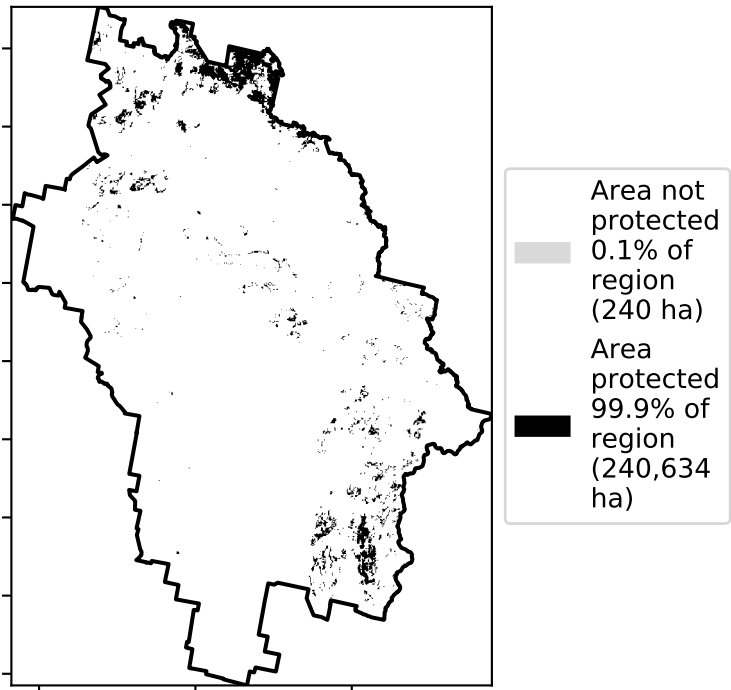 Area not
protected
0.1% of
region
(240 ha)
Area
protected
99.9% of
region
(240,634
ha)